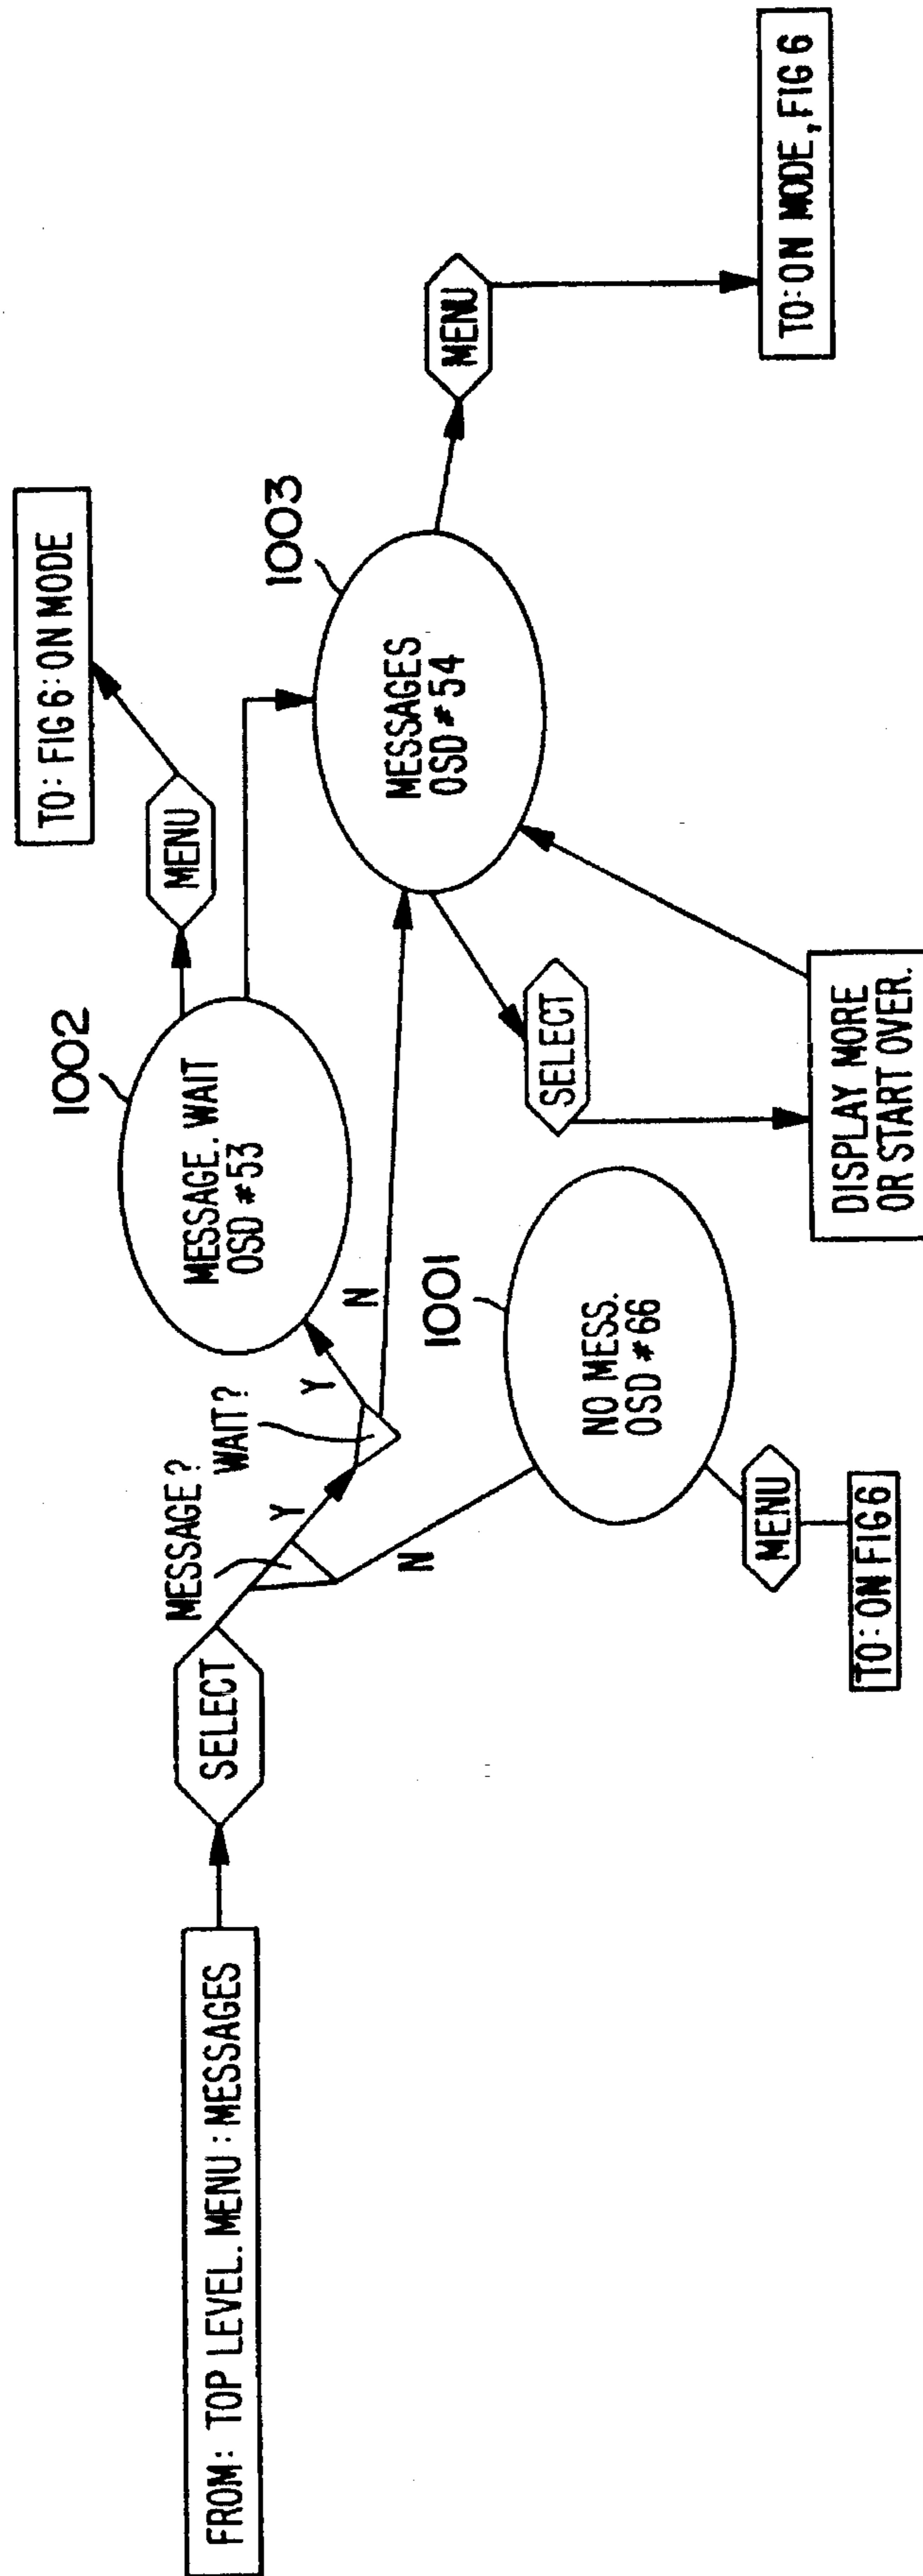 FROM: TOP LEVEL. MENU : MESSAGES
SELECT
MESSAGE?
Y
N
WAIT?
Y
N
1002
MESSAGE. WAIT
OSD #53
MENU
TO: FIG 6: ON MODE
1001
NO MESS.
OSD #66
MENU
TO: ON FIG 6
1003
MESSAGES
OSD #54
SELECT
DISPLAY MORE
OR START OVER.
MENU
TO: ON MODE, FIG 6